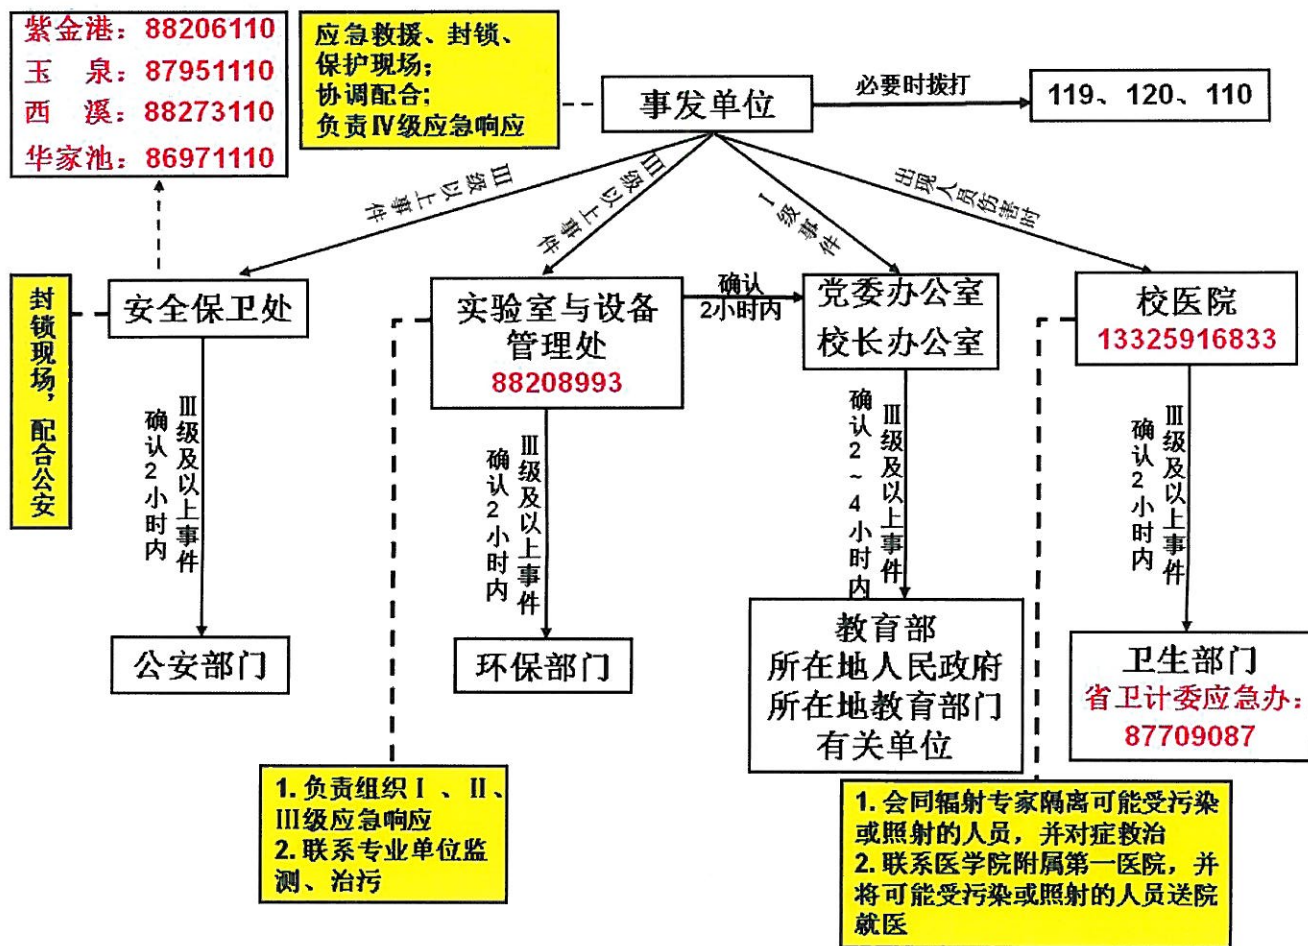 紫金港：88206110
玉　泉：87951110
西　溪：88273110
华家池：86971110
应急救援、封锁、
保护现场；
协调配合；
负责Ⅳ级应急响应
事发单位
必要时拨打
119、120、110
Ⅲ级以上事件
Ⅲ级以上事件
Ⅰ级事件
出现人员伤害时
封锁现场，配合公安
安全保卫处
实验室与设备
管理处
88208993
确认
2小时内
党委办公室
校长办公室
校医院
13325916833
Ⅲ级及以上事件
确认2小时内
Ⅲ级及以上事件
确认2小时内
Ⅲ级及以上事件
确认2～4小时内
Ⅲ级及以上事件
确认2小时内
公安部门
环保部门
教育部
所在地人民政府
所在地教育部门
有关单位
卫生部门
省卫计委应急办：
87709087
1. 负责组织Ⅰ、Ⅱ、
Ⅲ级应急响应
2. 联系专业单位监
测、治污
1. 会同辐射专家隔离可能受污染
或照射的人员，并对症救治
2. 联系医学院附属第一医院，并
将可能受污染或照射的人员送院
就医